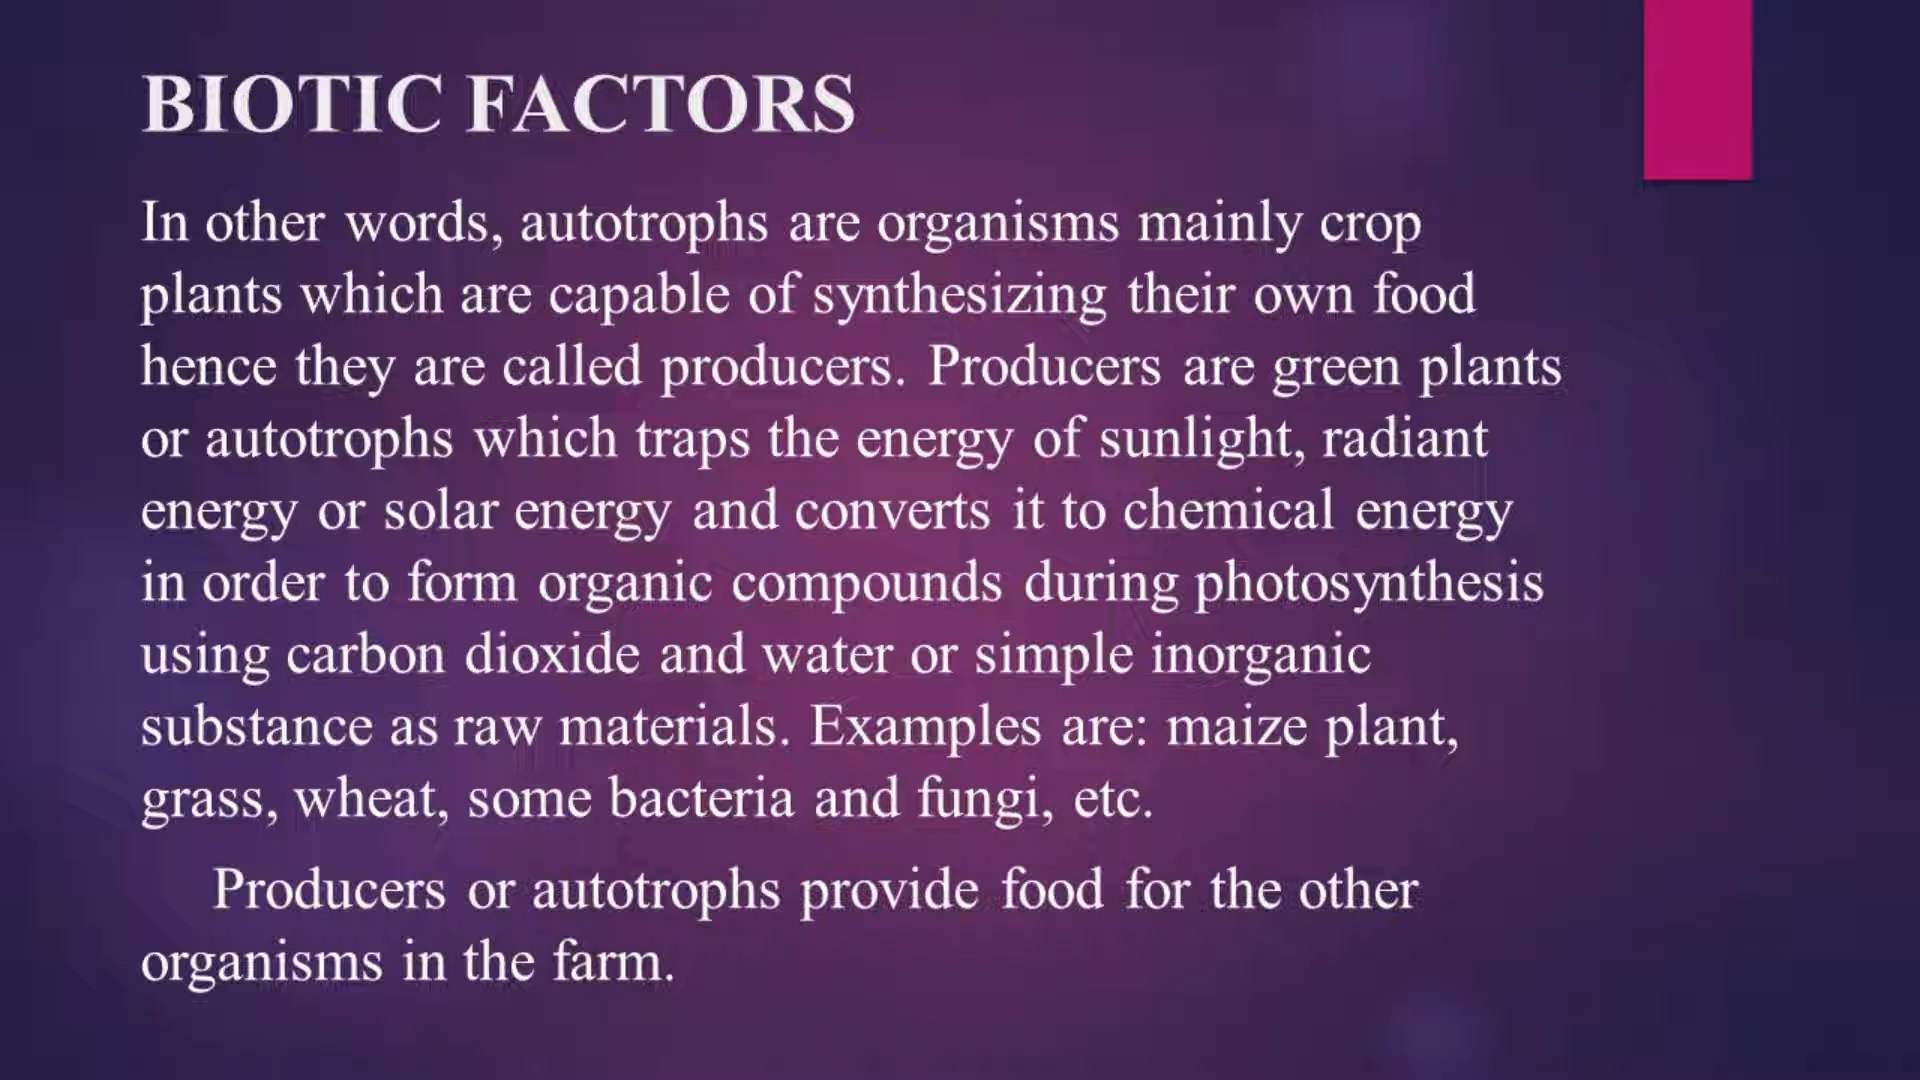 BIOTIC FACTORS
In other words, autotrophs are organisms mainly crop
plants which are capable of synthesizing their own food
hence they are called producers. Producers are green plants
or autotrophs which traps the energy of sunlight, radiant
energy or solar energy and converts it to chemical energy
in order to form organic compounds during photosynthesis
using carbon dioxide and water or simple inorganic
substance as raw materials. Examples are: maize plant,
grass, wheat, some bacteria and fungi, etc.
Producers or autotrophs provide food for the other
organisms in the farm.